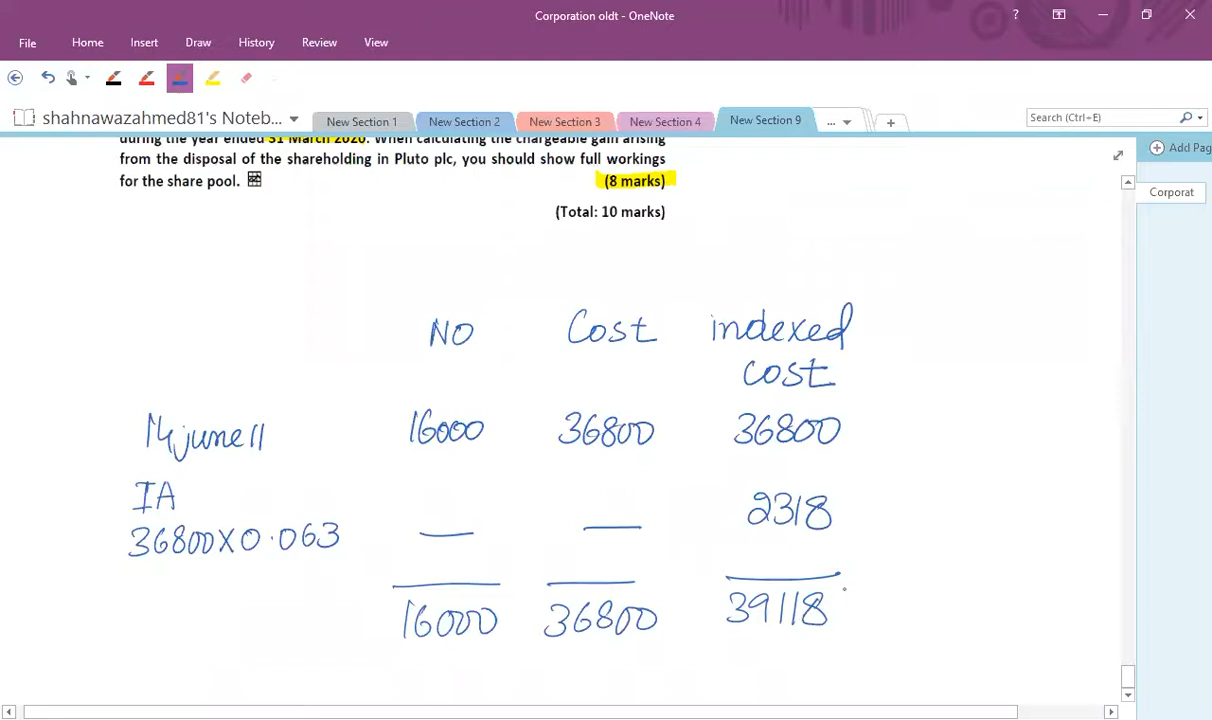 Corporation oldt - OneNote
File Home Insert Draw History Review View
shahnawazahmed81's Noteb... New Section 1 New Section 2 New Section 3 New Section 4 New Section 9 ... Search (Ctrl+E)
Add Pag
Corporat
during the year ended 31 March 2020. When calculating the chargeable gain arising
from the disposal of the shareholding in Pluto plc, you should show full workings
for the share pool. (8 marks)
(Total: 10 marks)
NO Cost indexed
cost
14 june 11 16000 36800 36800
IA 2318
36800X0.063 — —
16000 36800 39118